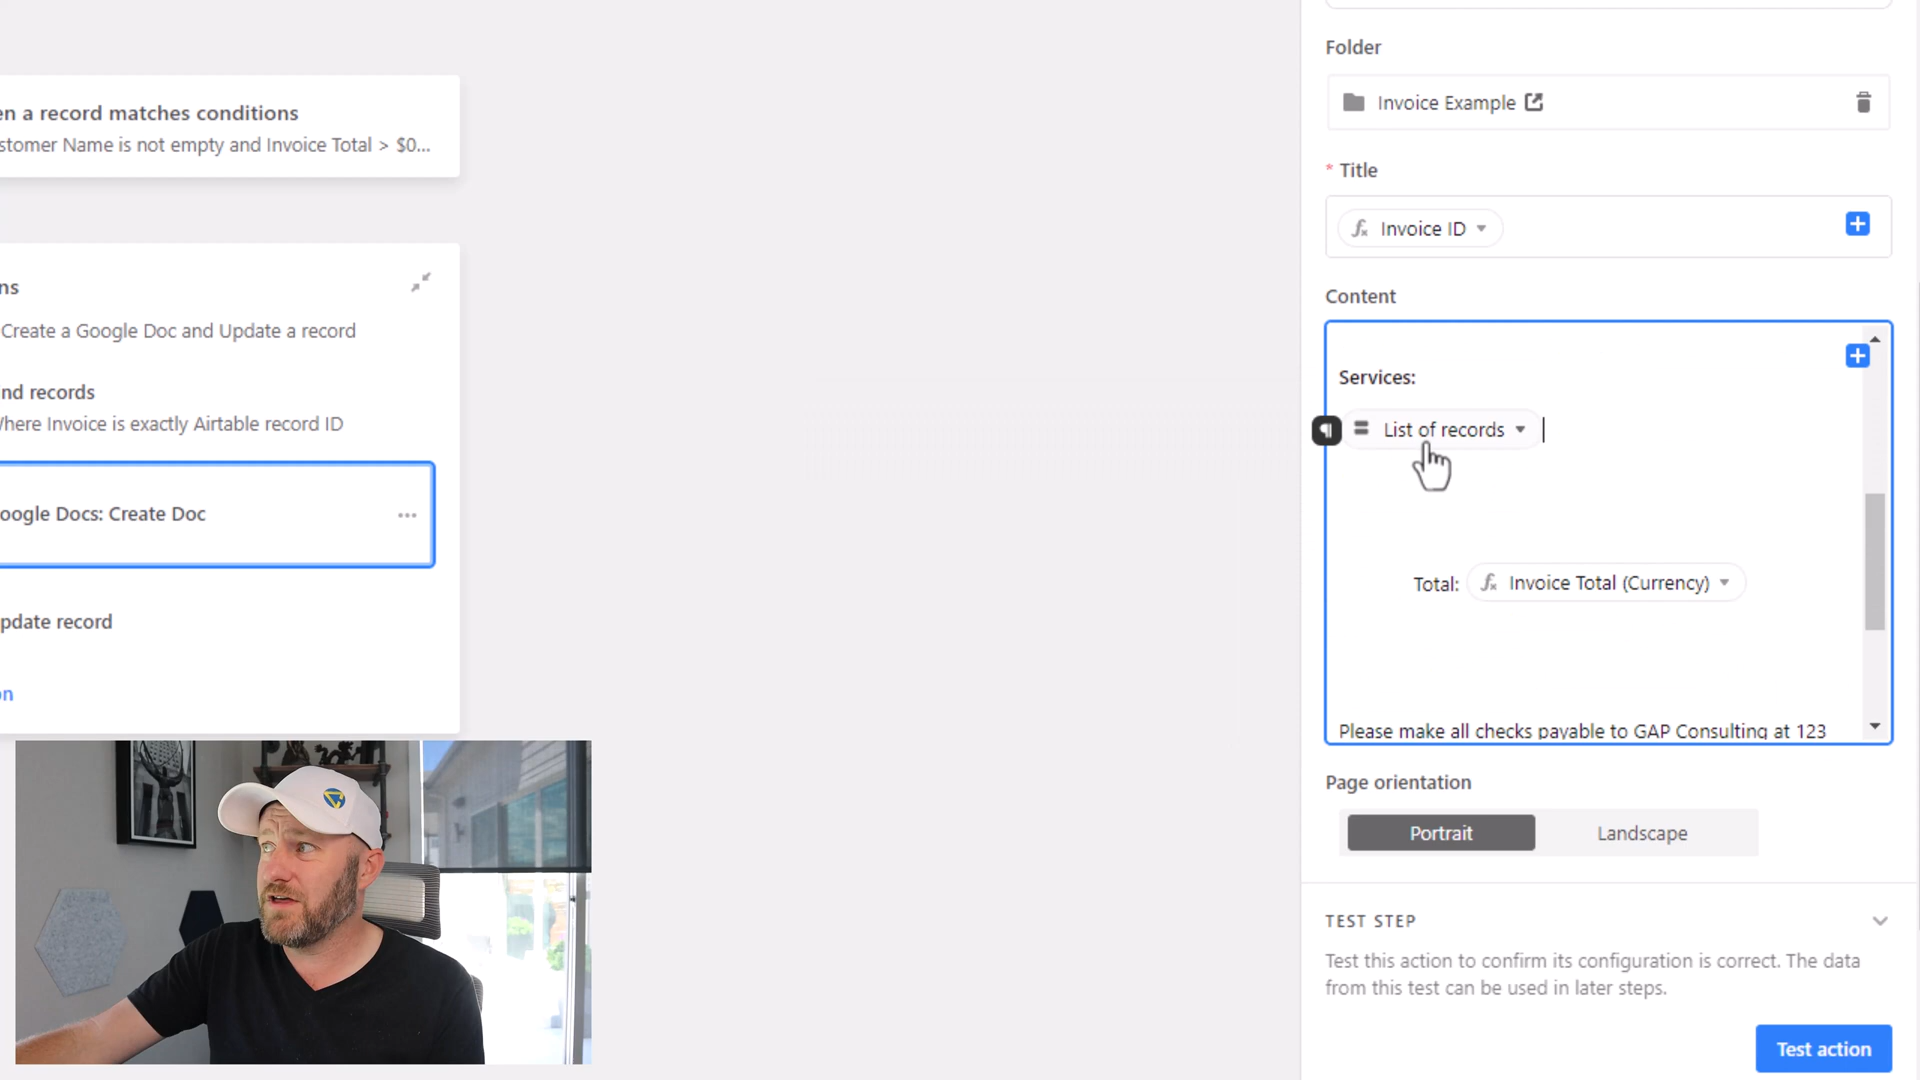 Folder
Invoice Example
* Title
fx Invoice ID
Content
Services:
List of records
Total: fx Invoice Total (Currency)
Please make all checks payable to GAP Consulting at 123
Page orientation
Portrait Landscape
TEST STEP
Test this action to confirm its configuration is correct. The data
from this test can be used in later steps.
Test action
en a record matches conditions
stomer Name is not empty and Invoice Total > $0...
ns
Create a Google Doc and Update a record
nd records
here Invoice is exactly Airtable record ID
oogle Docs: Create Doc
pdate record
on